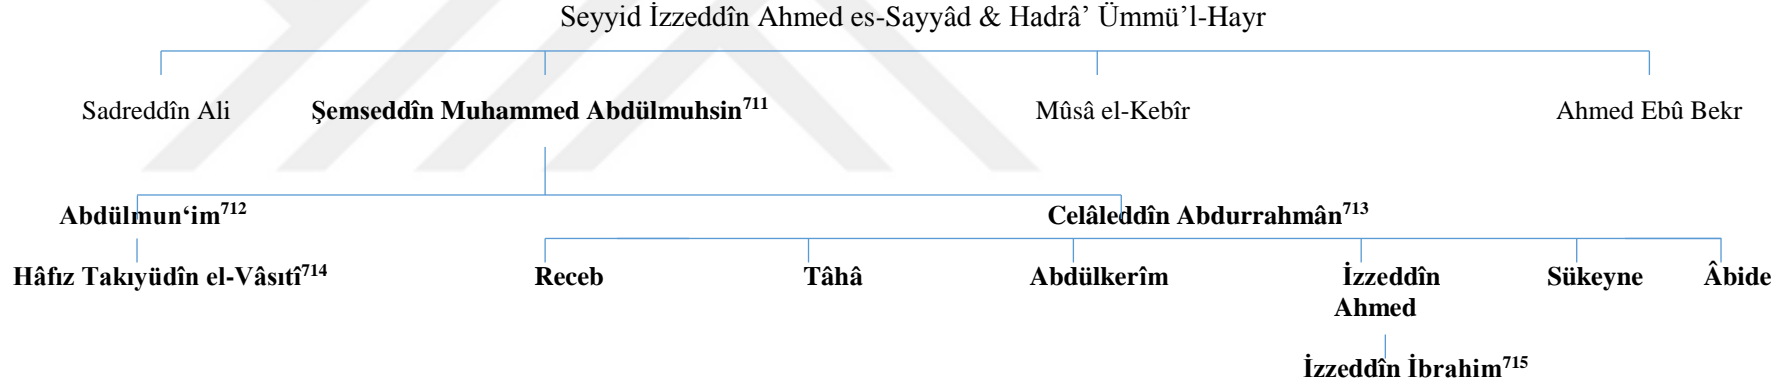 Seyyid İzzeddîn Ahmed es-Sayyâd & Hadrâ’ Ümmü’l-Hayr
Sadreddîn Ali Şemseddîn Muhammed Abdülmuhsin711 Mûsâ el-Kebîr Ahmed Ebû Bekr
Abdülmun‘im712 Celâleddîn Abdurrahmân713
Hâfız Takıyüdîn el-Vâsıtî714 Receb Tâhâ Abdülkerîm İzzeddîn Sükeyne Âbide
Ahmed
İzzeddîn İbrahim715